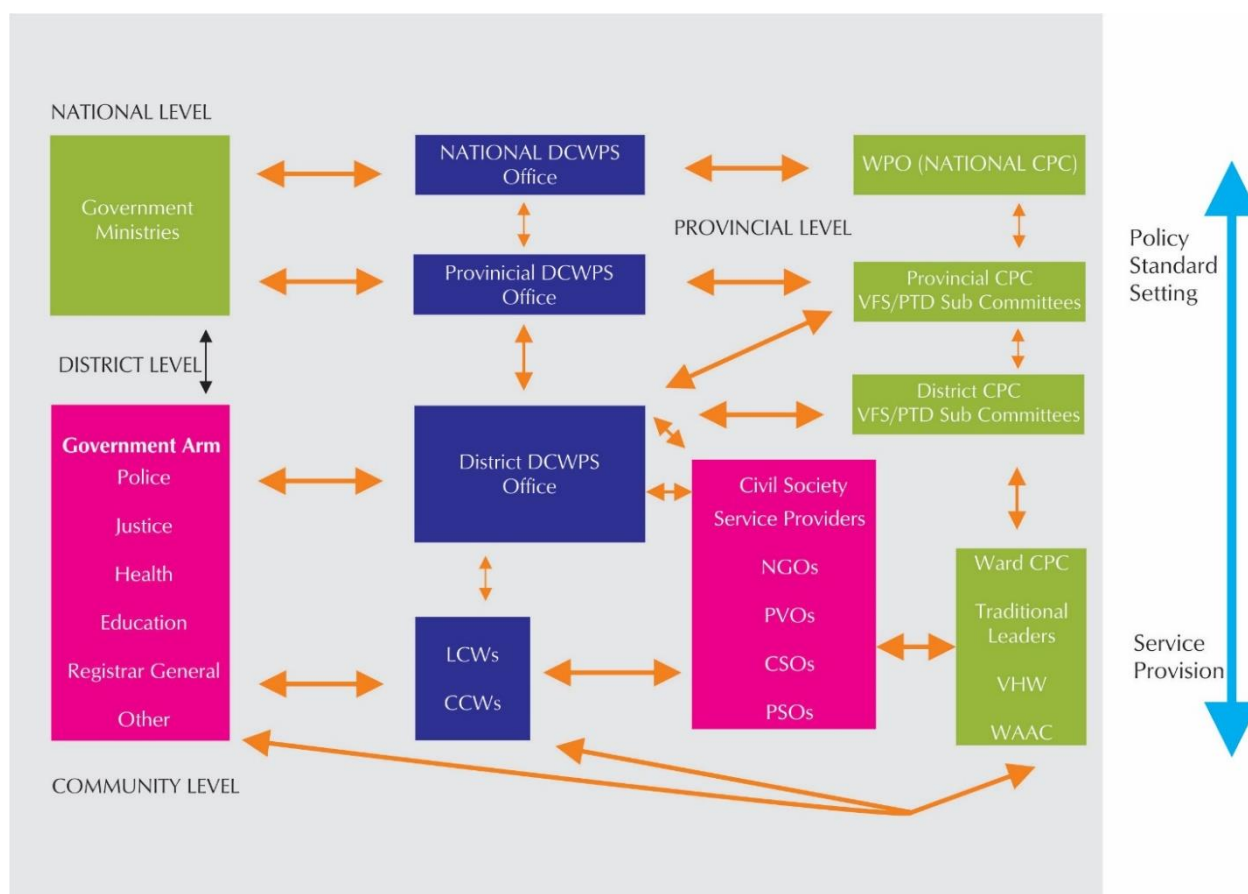 NATIONAL LEVEL
Government
Ministries
NATIONAL DCWPS
Office
WPO (NATIONAL CPC)
PROVINCIAL LEVEL
Provinicial DCWPS
Office
Provincial CPC
VFS/PTD Sub Committees
Policy
Standard
Setting
DISTRICT LEVEL
District CPC
VFS/PTD Sub Committees
Government Arm
Police
Justice
Health
Education
Registrar General
Other
District DCWPS
Office
Civil Society
Service Providers
NGOs
PVOs
CSOs
PSOs
LCWs
CCWs
Ward CPC
Traditional
Leaders
VHW
WAAC
Service
Provision
COMMUNITY LEVEL